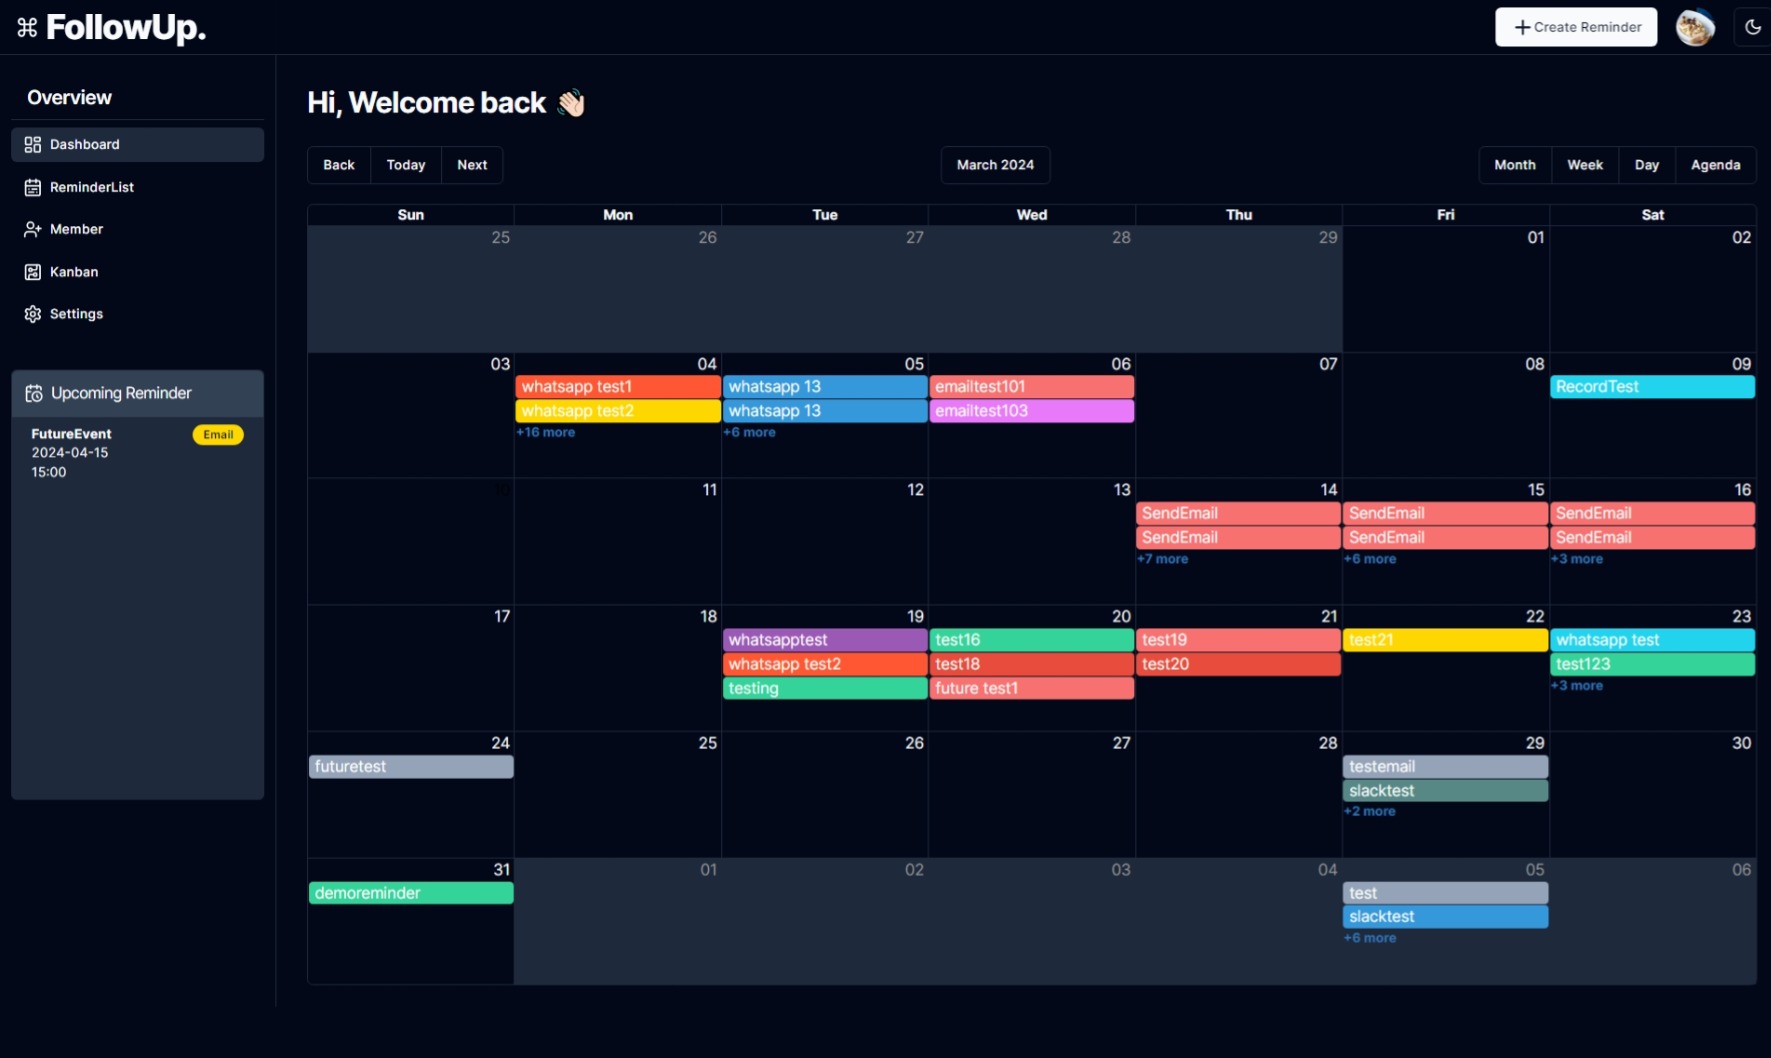 FollowUp.
Create Reminder
Overview
Dashboard
ReminderList
Member
Kanban
Settings
Upcoming Reminder
FutureEvent Email
2024-04-15
15:00
Hi, Welcome back 👋🏻
Back Today Next March 2024 Month Week Day Agenda
Sun Mon Tue Wed Thu Fri Sat
25 26 27 28 29 01 02
03 04 05 06 07 08 09
whatsapp test1 whatsapp 13 emailtest101 RecordTest
whatsapp test2 whatsapp 13 emailtest103
+16 more +6 more
10 11 12 13 14 15 16
SendEmail SendEmail SendEmail
SendEmail SendEmail SendEmail
+7 more +6 more +3 more
17 18 19 20 21 22 23
whatsapptest test16 test19 test21 whatsapp test
whatsapp test2 test18 test20 test123
testing future test1 +3 more
24 25 26 27 28 29 30
futuretest testemail
slacktest
+2 more
31 01 02 03 04 05 06
demoreminder test
slacktest
+6 more